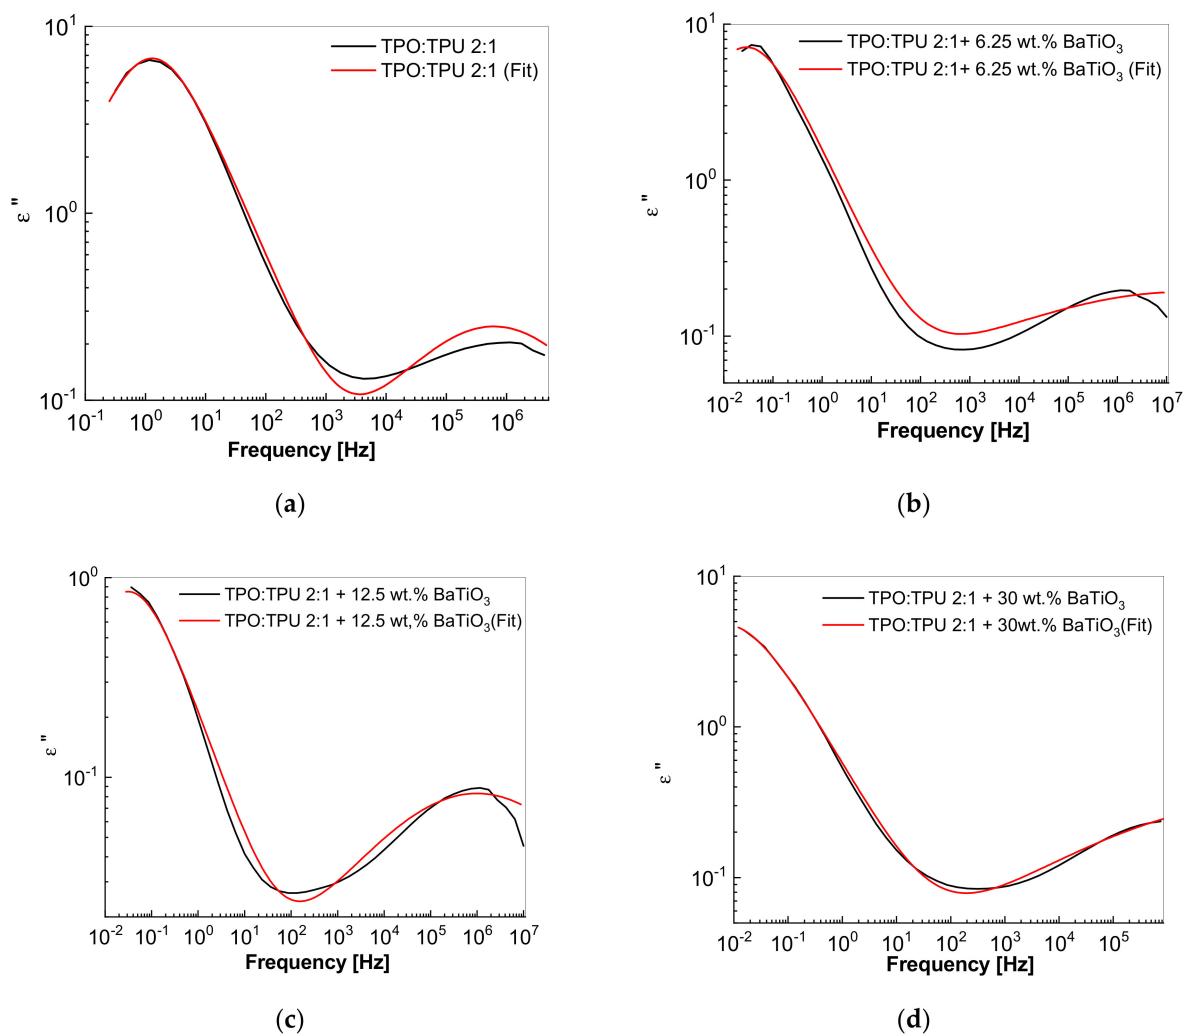 10^1
10^0
10^-1
ε "
TPO:TPU 2:1
TPO:TPU 2:1 (Fit)
10^-1 10^0 10^1 10^2 10^3 10^4 10^5 10^6
Frequency [Hz]
(a)
10^1
10^0
10^-1
ε "
TPO:TPU 2:1+ 6.25 wt.% BaTiO3
TPO:TPU 2:1+ 6.25 wt.% BaTiO3 (Fit)
10^-2 10^-1 10^0 10^1 10^2 10^3 10^4 10^5 10^6 10^7
Frequency [Hz]
(b)
10^0
10^-1
ε "
TPO:TPU 2:1 + 12.5 wt.% BaTiO3
TPO:TPU 2:1 + 12.5 wt,% BaTiO3(Fit)
10^-2 10^-1 10^0 10^1 10^2 10^3 10^4 10^5 10^6 10^7
Frequency [Hz]
(c)
10^1
10^0
10^-1
ε "
TPO:TPU 2:1 + 30 wt.% BaTiO3
TPO:TPU 2:1 + 30wt.% BaTiO3(Fit)
10^-2 10^-1 10^0 10^1 10^2 10^3 10^4 10^5
Frequency [Hz]
(d)